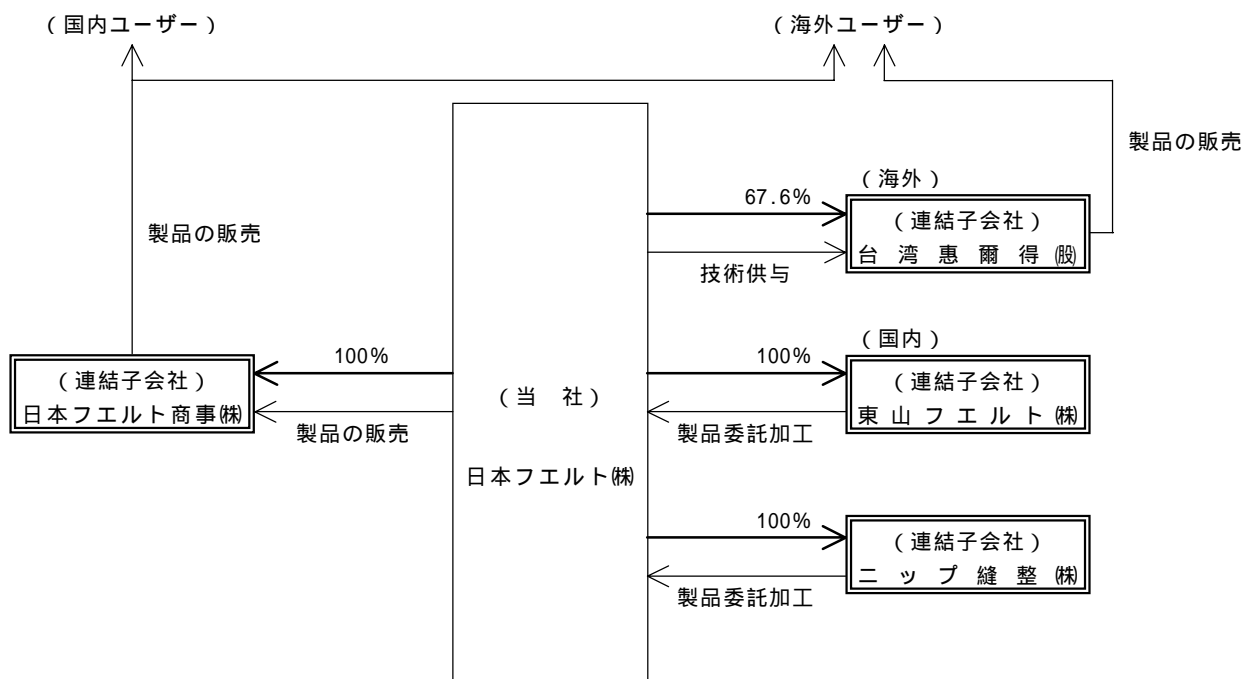 （国内ユーザー）
（海外ユーザー）
製品の販売
（海外）
67.6％
（連結子会社）
台湾惠爾得㈲
技術供与
製品の販売
（国内）
100％
（連結子会社）
日本フエルト商事㈱
製品の販売
（当　社）
日本フエルト㈱
100％
（連結子会社）
東山フエルト㈱
製品委託加工
100％
（連結子会社）
ニップ縫整㈱
製品委託加工